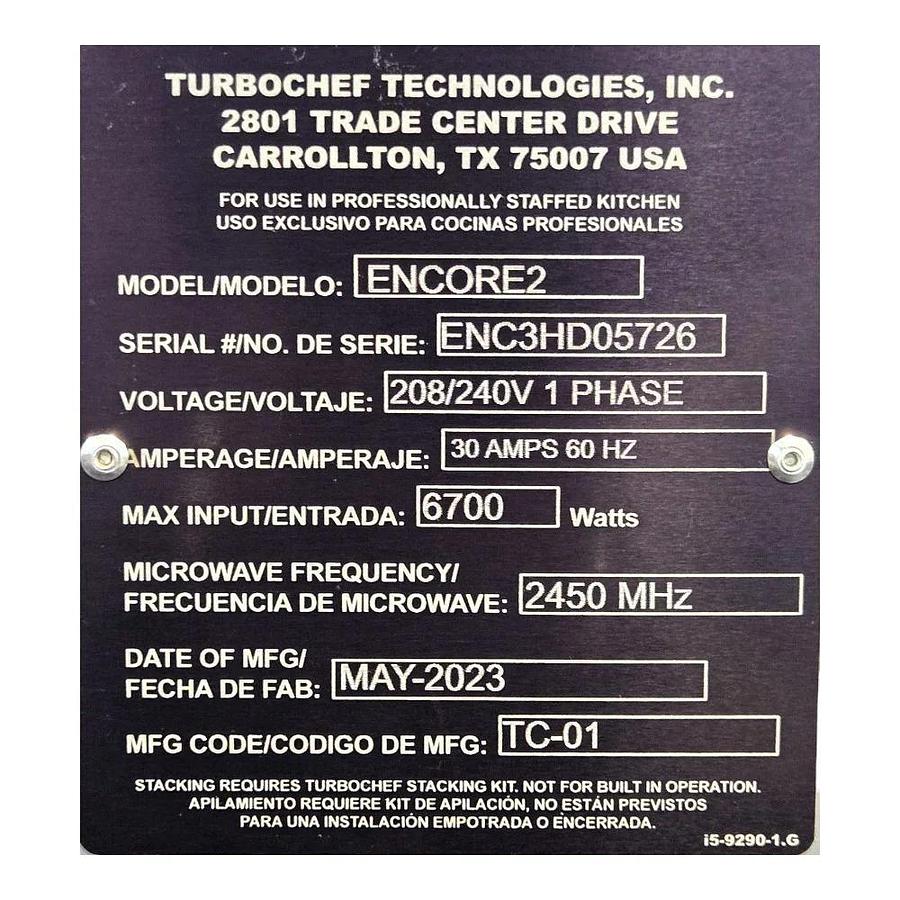 TURBOCHEF TECHNOLOGIES, INC.
2801 TRADE CENTER DRIVE
CARROLLTON, TX 75007 USA
FOR USE IN PROFESSIONALLY STAFFED KITCHEN
USO EXCLUSIVO PARA COCINAS PROFESIONALES
MODEL/MODELO: ENCORE2
SERIAL #/NO. DE SERIE: ENC3HD05726
VOLTAGE/VOLTAJE: 208/240V 1 PHASE
AMPERAGE/AMPERAJE: 30 AMPS 60 HZ
MAX INPUT/ENTRADA: 6700 Watts
MICROWAVE FREQUENCY/
FRECUENCIA DE MICROWAVE: 2450 MHz
DATE OF MFG/
FECHA DE FAB: MAY-2023
MFG CODE/CODIGO DE MFG: TC-01
STACKING REQUIRES TURBOCHEF STACKING KIT. NOT FOR BUILT IN OPERATION.
APILAMIENTO REQUIERE KIT DE APILACIÓN, NO ESTÁN PREVISTOS
PARA UNA INSTALACIÓN EMPOTRADA O ENCERRADA.
i5-9290-1.G